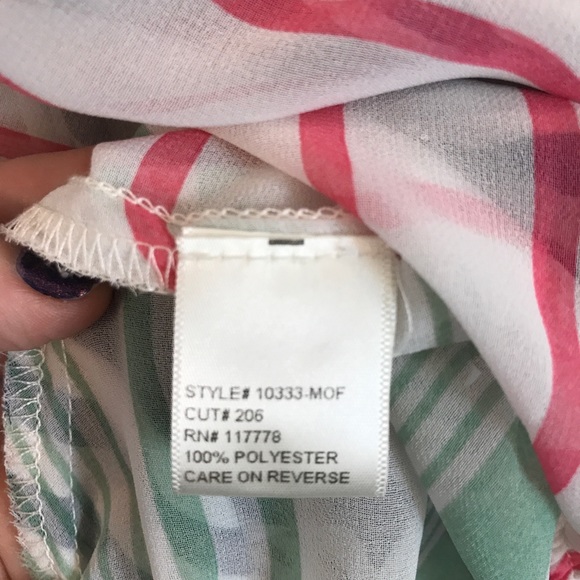 STYLE# 10333-MOF
CUT# 206
RN# 117778
100% POLYESTER
CARE ON REVERSE